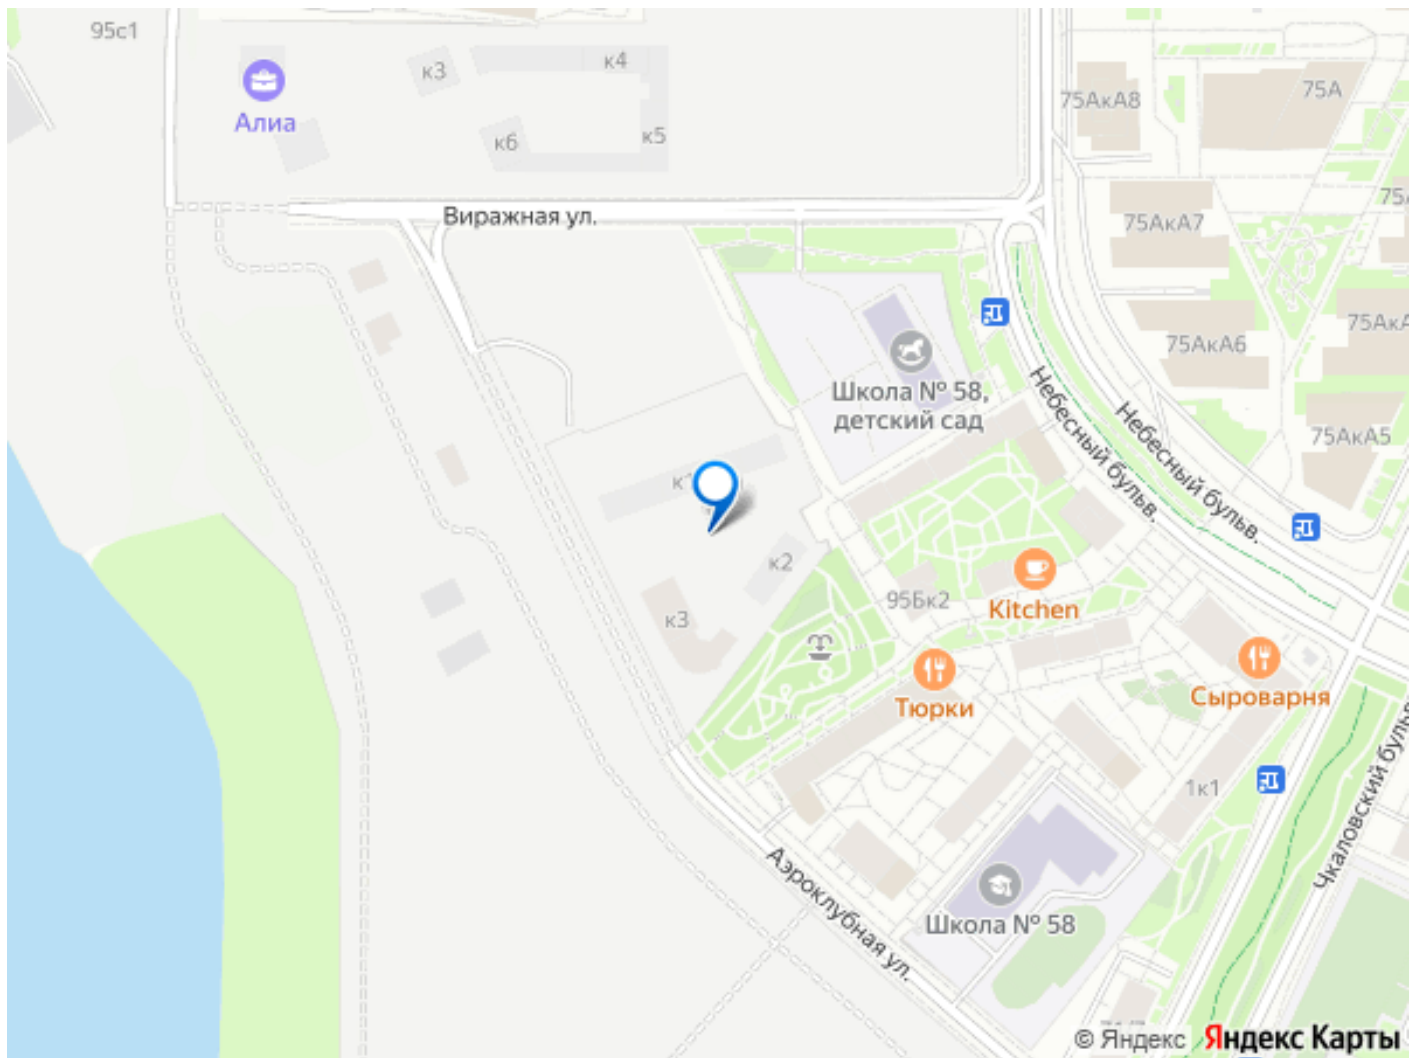 95с1
к3
к4
Алиа
к6
к5
75АкА8
75А
Виражная ул.
75АкА7
75АкА6
Школа № 58,
детский сад
Небесный бульв.
Небесный бульв.
75АкА5
к2
к3
95Бк2
Kitchen
Тюрки
Сыроварня
1к1
Чкаловский бульв.
Аэроклубная ул.
Школа № 58
© Яндекс Яндекс Карты